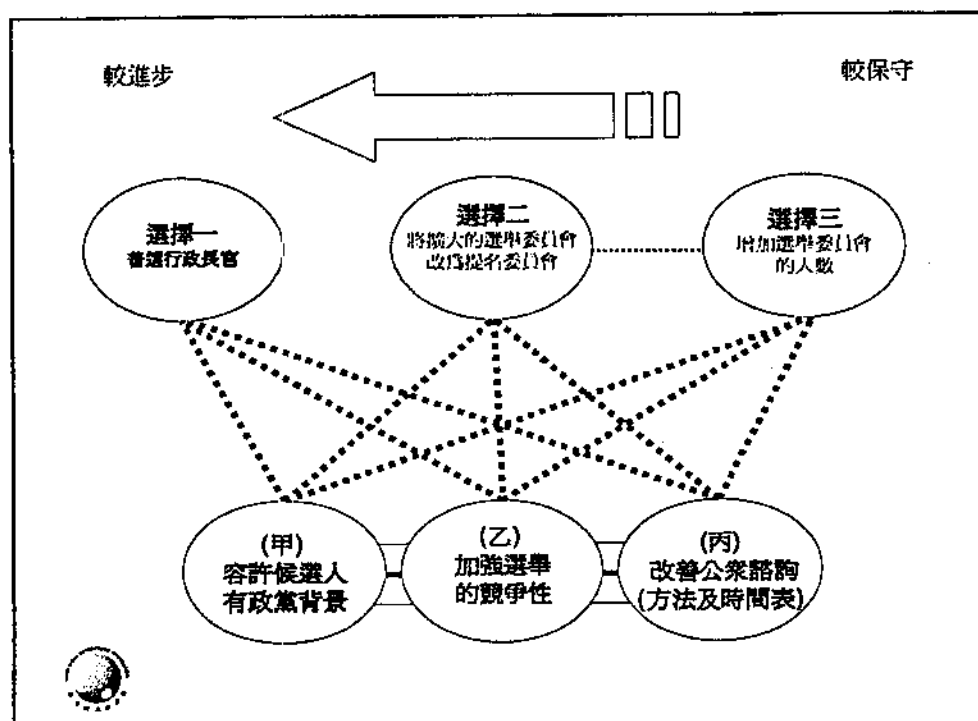 較進步
較保守
選擇一
普選行政長官
選擇二
將擴大的選舉委員會
改為提名委員會
選擇三
增加選舉委員會
的人數
(甲)
容許候選人
有政黨背景
(乙)
加強選舉
的競爭性
(丙)
改善公衆諮詢
(方法及時間表)